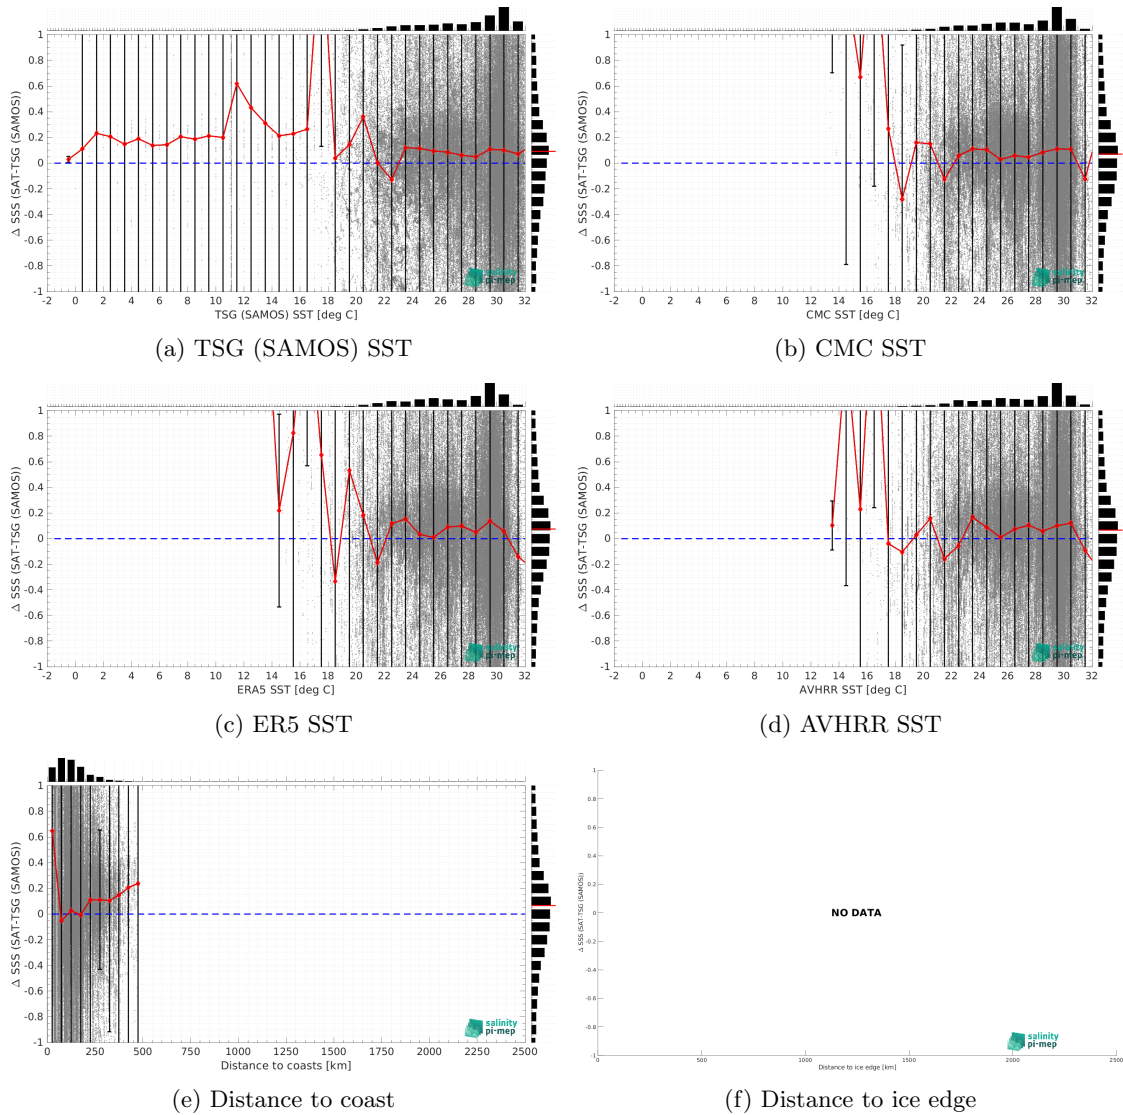 1
0.8
0.6
0.4
0.2
0
-0.2
-0.4
-0.6
-0.8
-1
Δ SSS (SAT-TSG (SAMOS))
salinity
pi-mep
-2 0 2 4 6 8 10 12 14 16 18 20 22 24 26 28 30 32
TSG (SAMOS) SST [deg C]
(a) TSG (SAMOS) SST
1
0.8
0.6
0.4
0.2
0
-0.2
-0.4
-0.6
-0.8
-1
Δ SSS (SAT-TSG (SAMOS))
salinity
pi-mep
-2 0 2 4 6 8 10 12 14 16 18 20 22 24 26 28 30 32
CMC SST [deg C]
(b) CMC SST
1
0.8
0.6
0.4
0.2
0
-0.2
-0.4
-0.6
-0.8
-1
Δ SSS (SAT-TSG (SAMOS))
salinity
pi-mep
-2 0 2 4 6 8 10 12 14 16 18 20 22 24 26 28 30 32
ERA5 SST [deg C]
(c) ER5 SST
1
0.8
0.6
0.4
0.2
0
-0.2
-0.4
-0.6
-0.8
-1
Δ SSS (SAT-TSG (SAMOS))
salinity
pi-mep
-2 0 2 4 6 8 10 12 14 16 18 20 22 24 26 28 30 32
AVHRR SST [deg C]
(d) AVHRR SST
1
0.8
0.6
0.4
0.2
0
-0.2
-0.4
-0.6
-0.8
-1
Δ SSS (SAT-TSG (SAMOS))
salinity
pi-mep
0 250 500 750 1000 1250 1500 1750 2000 2250 2500
Distance to coasts [km]
(e) Distance to coast
1
0.8
0.6
0.4
0.2
0
-0.2
-0.4
-0.6
-0.8
-1
Δ SSS (SAT-TSG (SAMOS))
NO DATA
salinity
pi-mep
0 500 1000 1500 2000 2500
Distance to ice edge [km]
(f) Distance to ice edge